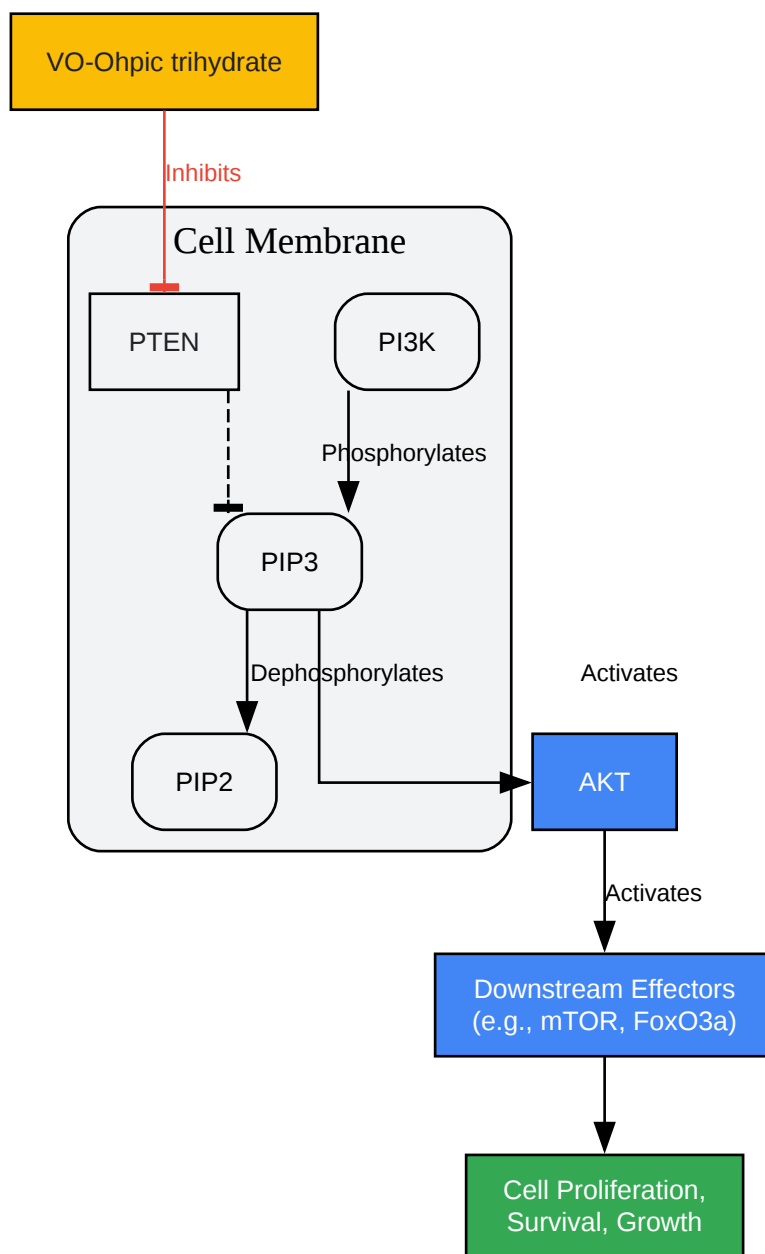 VO-Ohpic trihydrate
Inhibits
Cell Membrane
PTEN
PI3K
Phosphorylates
PIP3
Dephosphorylates
Activates
PIP2
AKT
Activates
Downstream Effectors
(e.g., mTOR, FoxO3a)
Cell Proliferation,
Survival, Growth